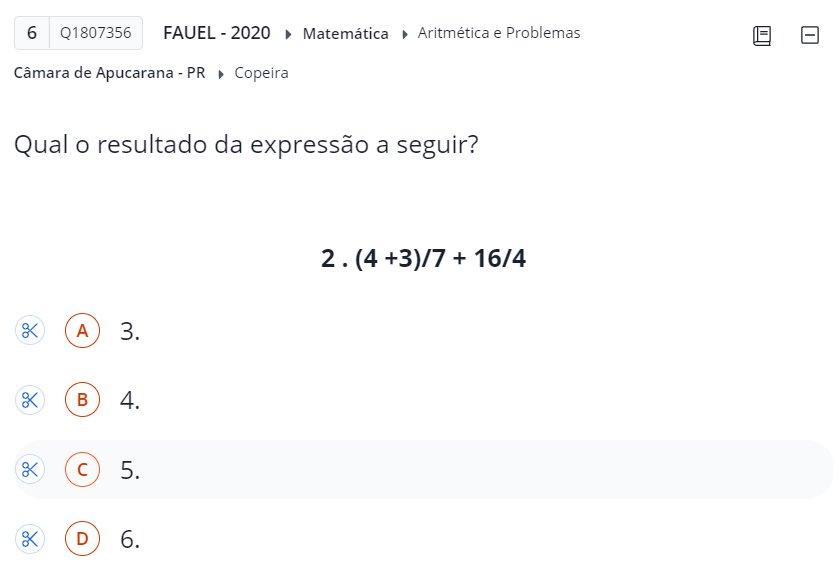 6 Q1807356 FAUEL - 2020 Matemática Aritmética e Problemas
Câmara de Apucarana - PR Copeira
Qual o resultado da expressão a seguir?
2 . (4 +3)/7 + 16/4
A 3.
B 4.
C 5.
D 6.